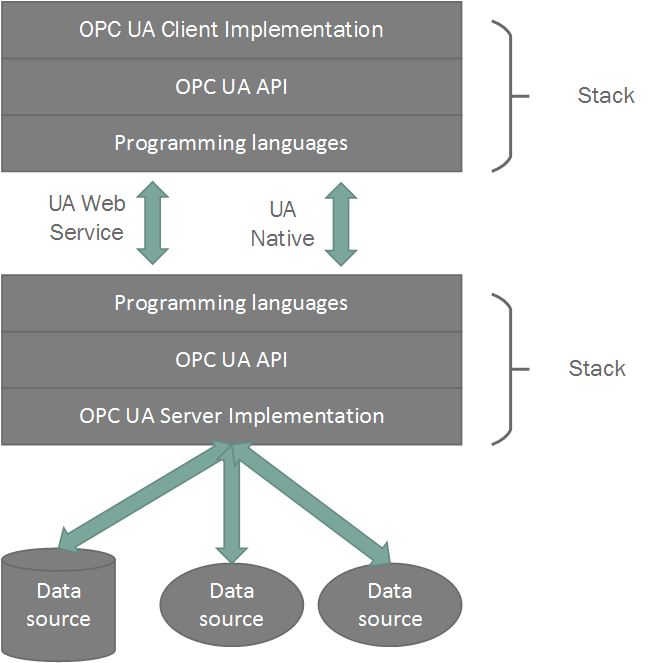 OPC UA Client Implementation
OPC UA API
Stack
Programming languages
UA Web
Service
UA
Native
Programming languages
OPC UA API
Stack
OPC UA Server Implementation
Data
source
Data
source
Data
source